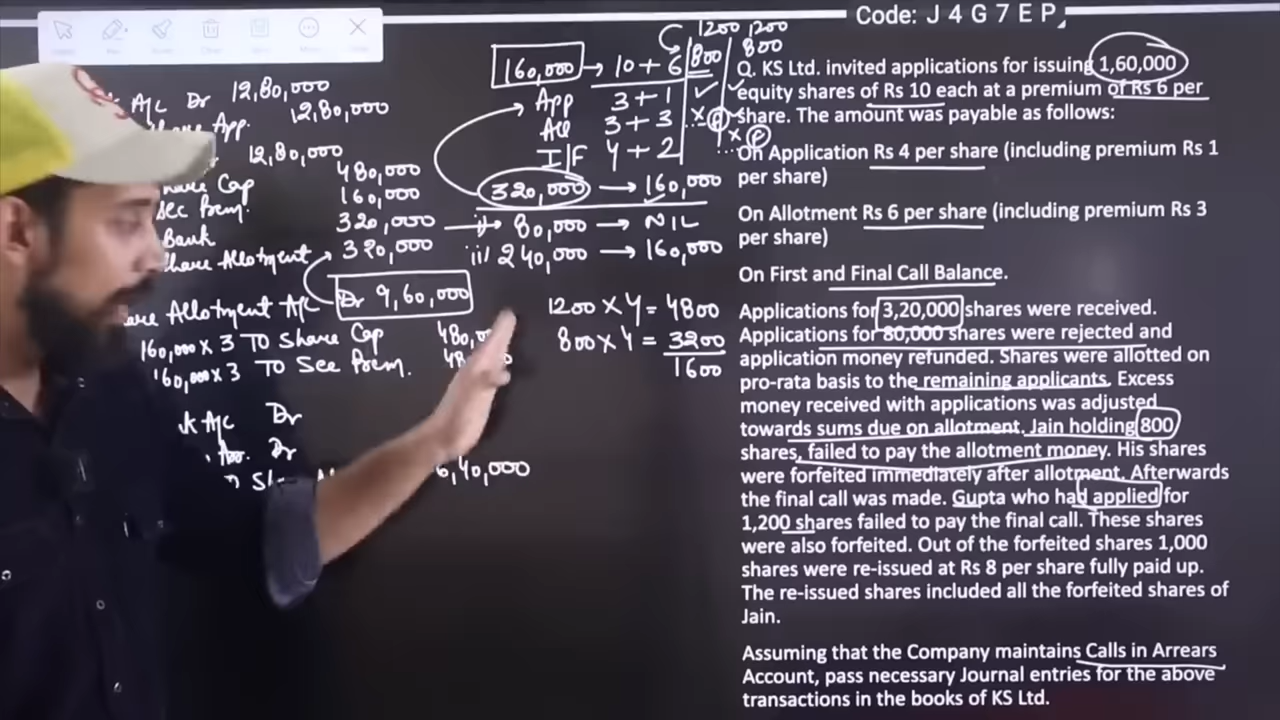 Code: J 4 G 7 E P
Q. KS Ltd. invited applications for issuing 1,60,000
equity shares of Rs 10 each at a premium of Rs 6 per
share. The amount was payable as follows:
On Application Rs 4 per share (including premium Rs 1
per share)
On Allotment Rs 6 per share (including premium Rs 3
per share)
On First and Final Call Balance.
Applications for 3,20,000 shares were received.
Applications for 80,000 shares were rejected and
application money refunded. Shares were allotted on
pro-rata basis to the remaining applicants. Excess
money received with applications was adjusted
towards sums due on allotment. Jain holding 800
shares, failed to pay the allotment money. His shares
were forfeited immediately after allotment. Afterwards
the final call was made. Gupta who had applied for
1,200 shares failed to pay the final call. These shares
were also forfeited. Out of the forfeited shares 1,000
shares were re-issued at Rs 8 per share fully paid up.
The re-issued shares included all the forfeited shares of
Jain.
Assuming that the Company maintains Calls in Arrears
Account, pass necessary Journal entries for the above
transactions in the books of KS Ltd.
A/c Dr 12,80,000
App. 12,80,000
12,80,000
Cap 480,000
Sec Prem. 160,000
Bank 320,000
Share Allotment 320,000
Allotment A/c Dr 9,60,000
160,000 x 3 To Share Cap
160,000 x 3 To Sec Prem.
A/c Dr
Dr
6,40,000
1200 1,200
160,000 → 10 + 6 800 800
App 3 + 1 ✓ ✓
All 3 + 3 x F ✓
I/F 4 + 2 x F
320,000 → 160,000
i) 80,000 → NIL
ii) 240,000 → 160,000
1200 x 4 = 4800
800 x 4 = 3200
1600